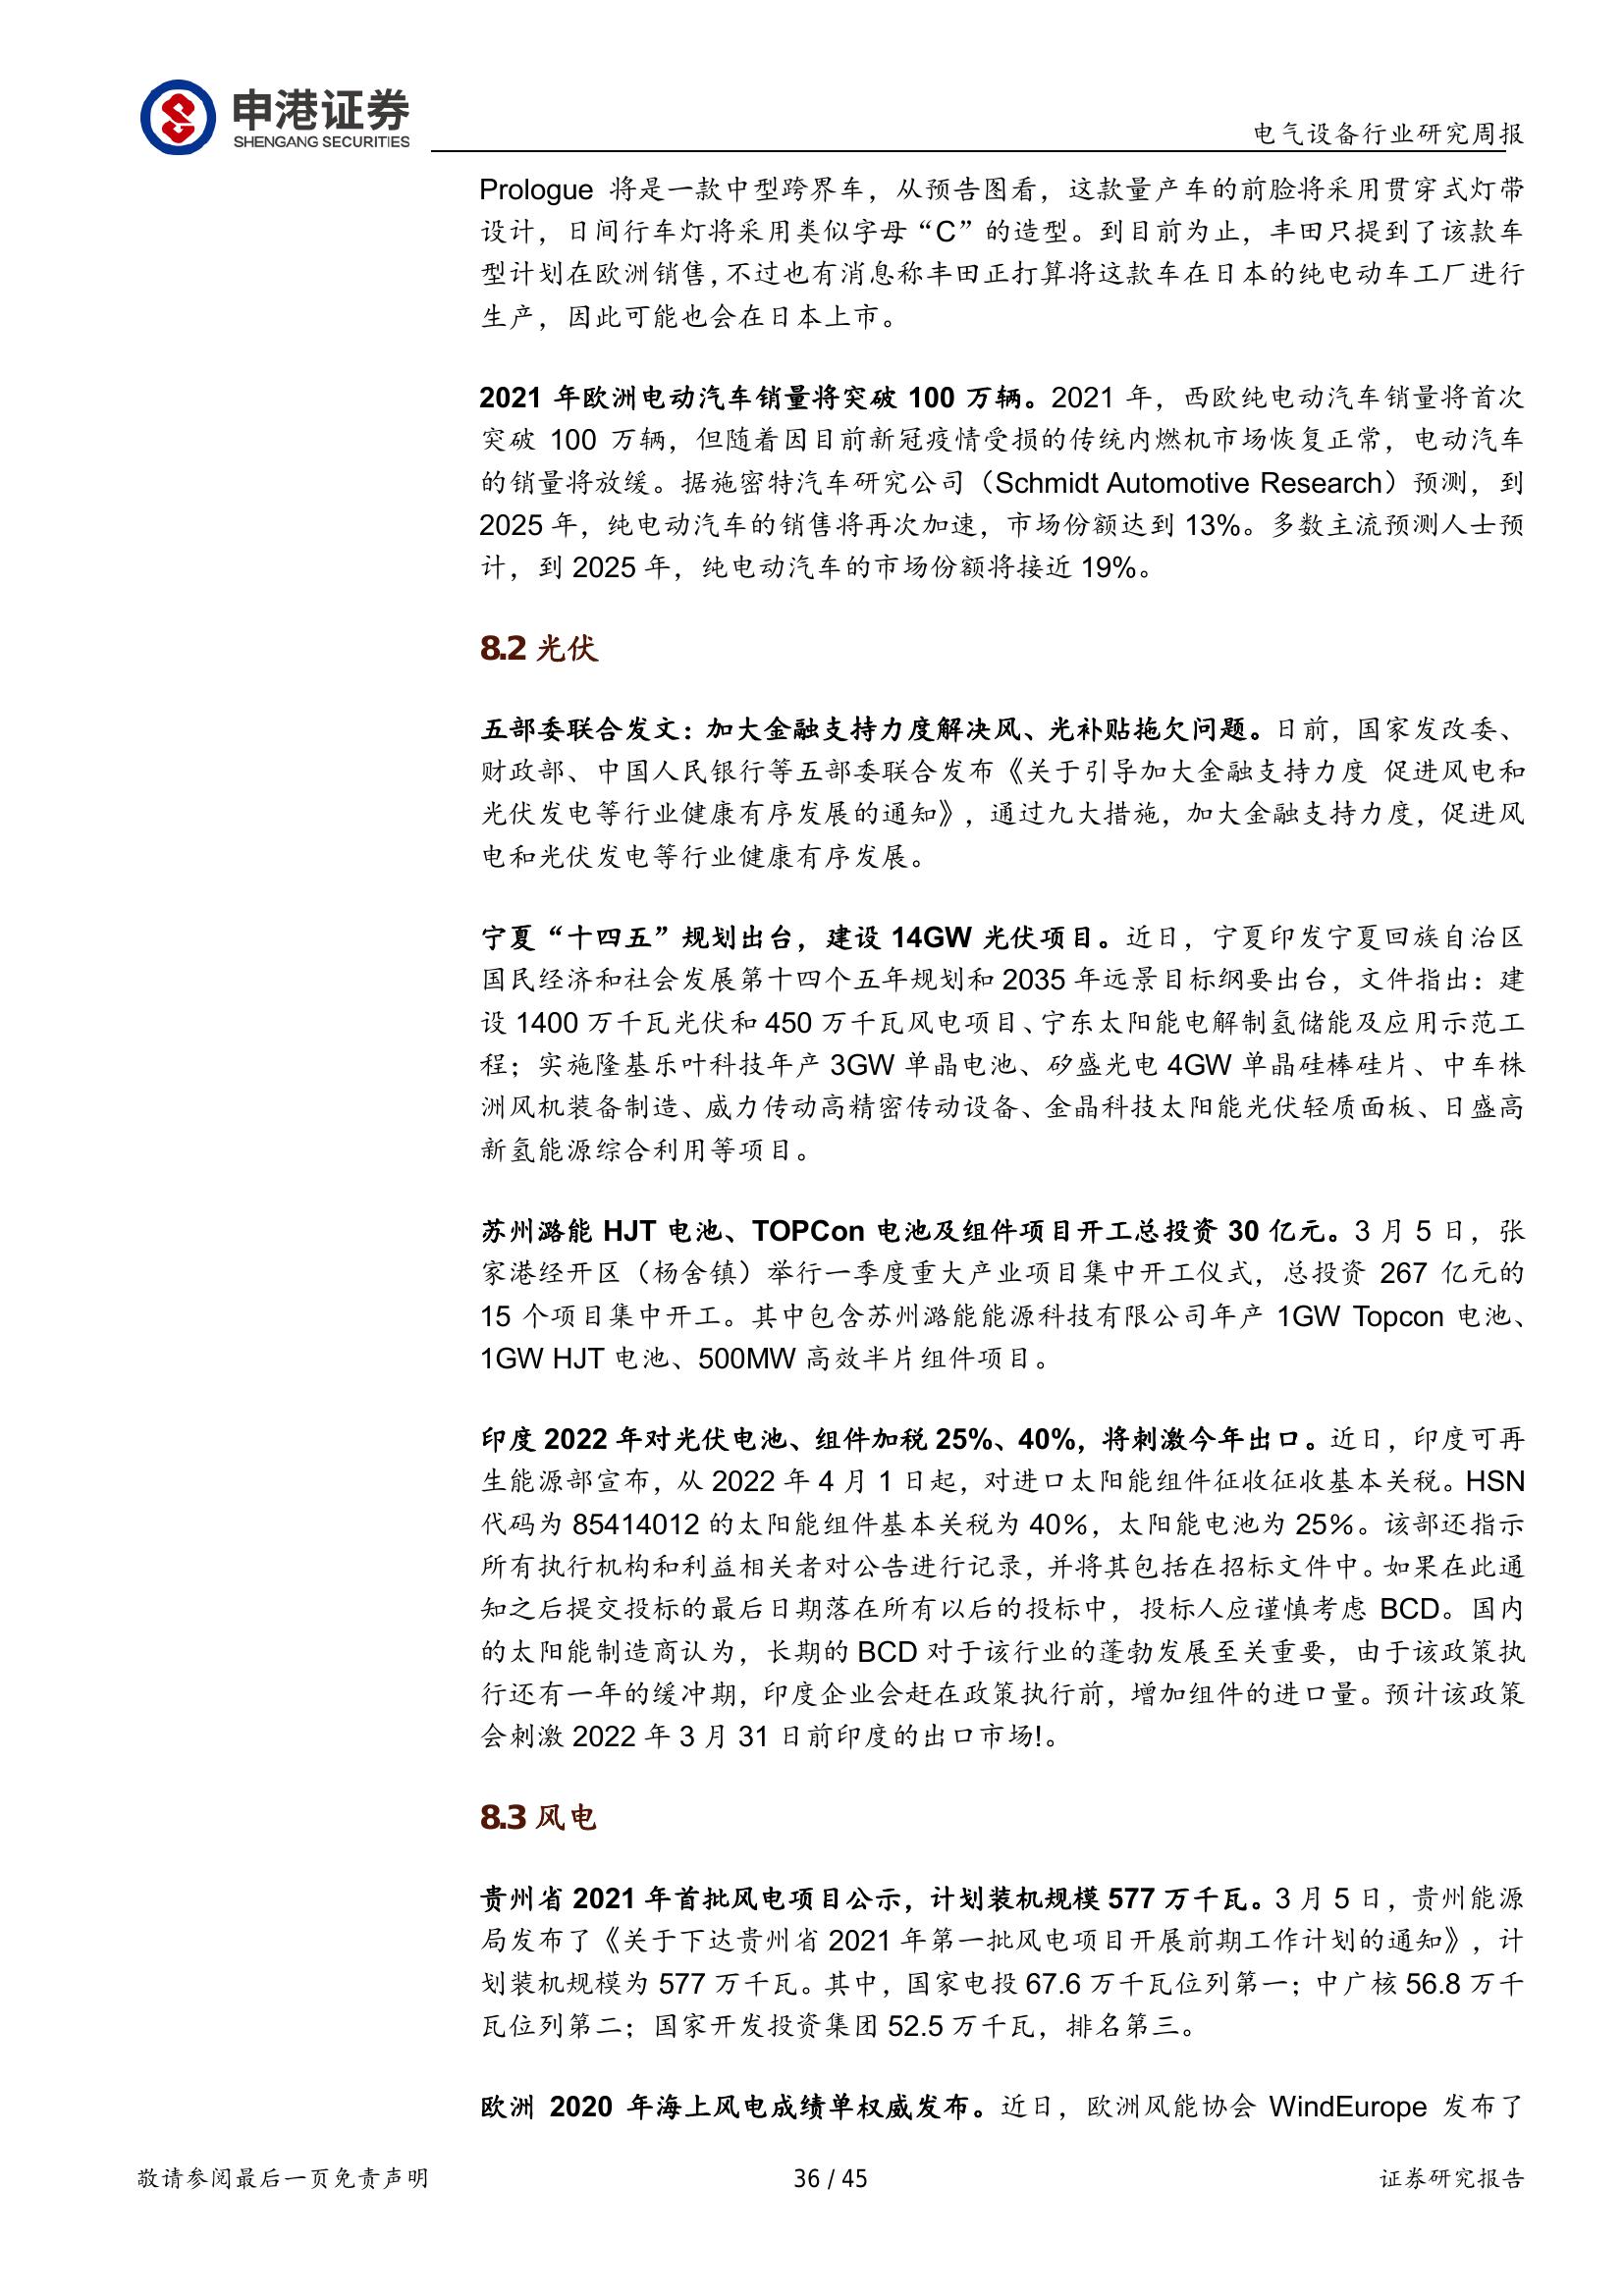 申港证券
SHENGANG SECURITIES
电气设备行业研究周报
Prologue 将是一款中型跨界车，从预告图看，这款量产车的前脸将采用贯穿式灯带
设计，日间行车灯将采用类似字母“C”的造型。到目前为止，丰田只提到了该款车
型计划在欧洲销售，不过也有消息称丰田正打算将这款车在日本的纯电动车工厂进行
生产，因此可能也会在日本上市。
2021 年欧洲电动汽车销量将突破 100 万辆。2021 年，西欧纯电动汽车销量将首次
突破 100 万辆，但随着因目前新冠疫情受损的传统内燃机市场恢复正常，电动汽车
的销量将放缓。据施密特汽车研究公司（Schmidt Automotive Research）预测，到
2025 年，纯电动汽车的销售将再次加速，市场份额达到 13%。多数主流预测人士预
计，到 2025 年，纯电动汽车的市场份额将接近 19%。
8.2 光伏
五部委联合发文：加大金融支持力度解决风、光补贴拖欠问题。日前，国家发改委、
财政部、中国人民银行等五部委联合发布《关于引导加大金融支持力度 促进风电和
光伏发电等行业健康有序发展的通知》，通过九大措施，加大金融支持力度，促进风
电和光伏发电等行业健康有序发展。
宁夏“十四五”规划出台，建设 14GW 光伏项目。近日，宁夏印发宁夏回族自治区
国民经济和社会发展第十四个五年规划和 2035 年远景目标纲要出台，文件指出：建
设 1400 万千瓦光伏和 450 万千瓦风电项目、宁东太阳能电解制氢储能及应用示范工
程；实施隆基乐叶科技年产 3GW 单晶电池、矽盛光电 4GW 单晶硅棒硅片、中车株
洲风机装备制造、威力传动高精密传动设备、金晶科技太阳能光伏轻质面板、日盛高
新氢能源综合利用等项目。
苏州潞能 HJT 电池、TOPCon 电池及组件项目开工总投资 30 亿元。3 月 5 日，张
家港经开区（杨舍镇）举行一季度重大产业项目集中开工仪式，总投资 267 亿元的
15 个项目集中开工。其中包含苏州潞能能源科技有限公司年产 1GW Topcon 电池、
1GW HJT 电池、500MW 高效半片组件项目。
印度 2022 年对光伏电池、组件加税 25%、40%，将刺激今年出口。近日，印度可再
生能源部宣布，从 2022 年 4 月 1 日起，对进口太阳能组件征收征收基本关税。HSN
代码为 85414012 的太阳能组件基本关税为 40％，太阳能电池为 25％。该部还指示
所有执行机构和利益相关者对公告进行记录，并将其包括在招标文件中。如果在此通
知之后提交投标的最后日期落在所有以后的投标中，投标人应谨慎考虑 BCD。国内
的太阳能制造商认为，长期的 BCD 对于该行业的蓬勃发展至关重要，由于该政策执
行还有一年的缓冲期，印度企业会赶在政策执行前，增加组件的进口量。预计该政策
会刺激 2022 年 3 月 31 日前印度的出口市场!。
8.3 风电
贵州省 2021 年首批风电项目公示，计划装机规模 577 万千瓦。3 月 5 日，贵州能源
局发布了《关于下达贵州省 2021 年第一批风电项目开展前期工作计划的通知》，计
划装机规模为 577 万千瓦。其中，国家电投 67.6 万千瓦位列第一；中广核 56.8 万千
瓦位列第二；国家开发投资集团 52.5 万千瓦，排名第三。
欧洲 2020 年海上风电成绩单权威发布。近日，欧洲风能协会 WindEurope 发布了
敬请参阅最后一页免责声明
36 / 45
证券研究报告